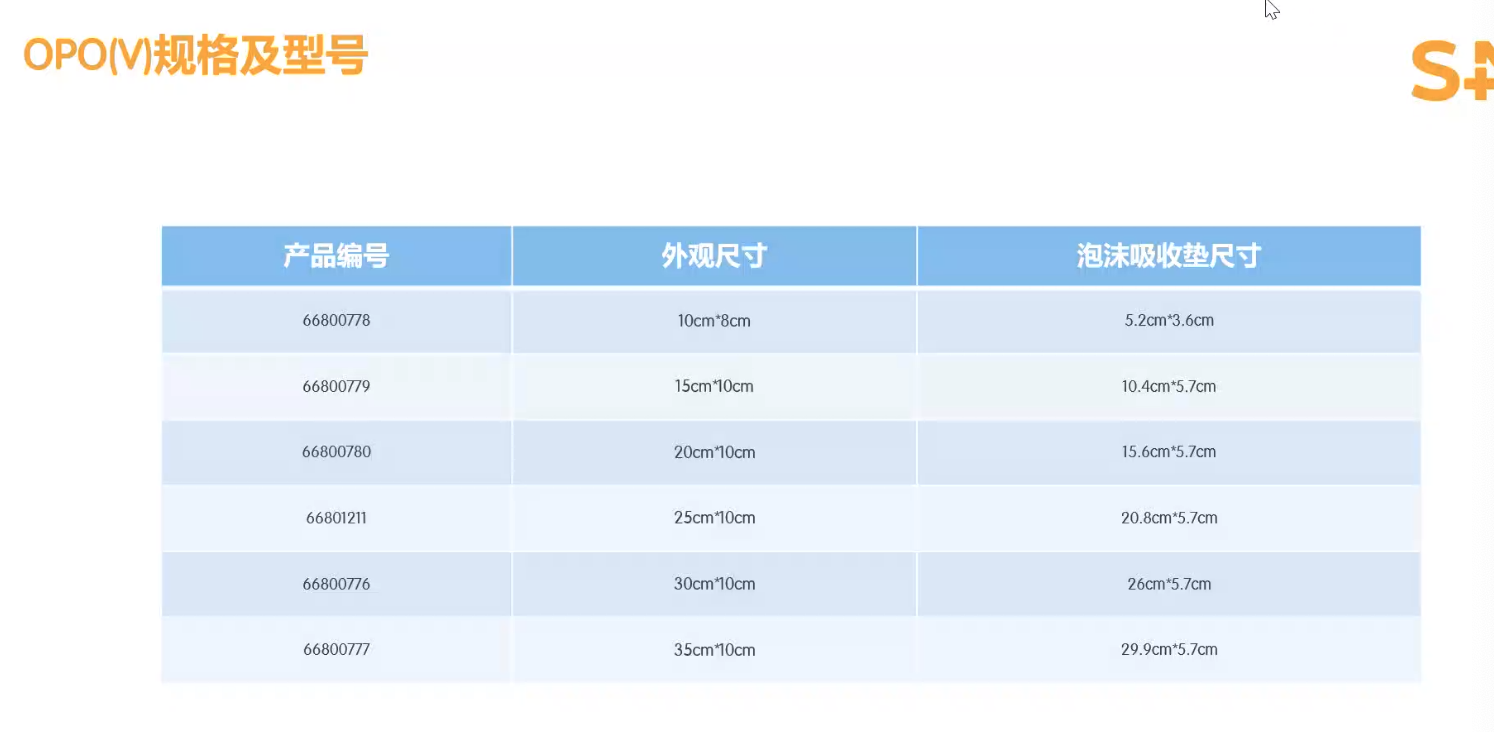 OPO(V)规格及型号
S
产品编号 外观尺寸 泡沫吸收垫尺寸
66800778 10cm*8cm 5.2cm*3.6cm
66800779 15cm*10cm 10.4cm*5.7cm
66800780 20cm*10cm 15.6cm*5.7cm
66801211 25cm*10cm 20.8cm*5.7cm
66800776 30cm*10cm 26cm*5.7cm
66800777 35cm*10cm 29.9cm*5.7cm